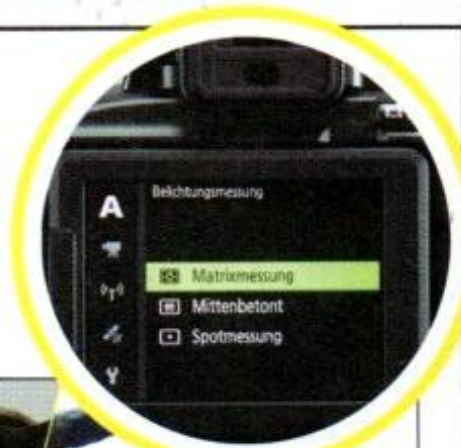 Belichtungsmessung
A
Matrixmessung
Mittenbetont
Spotmessung